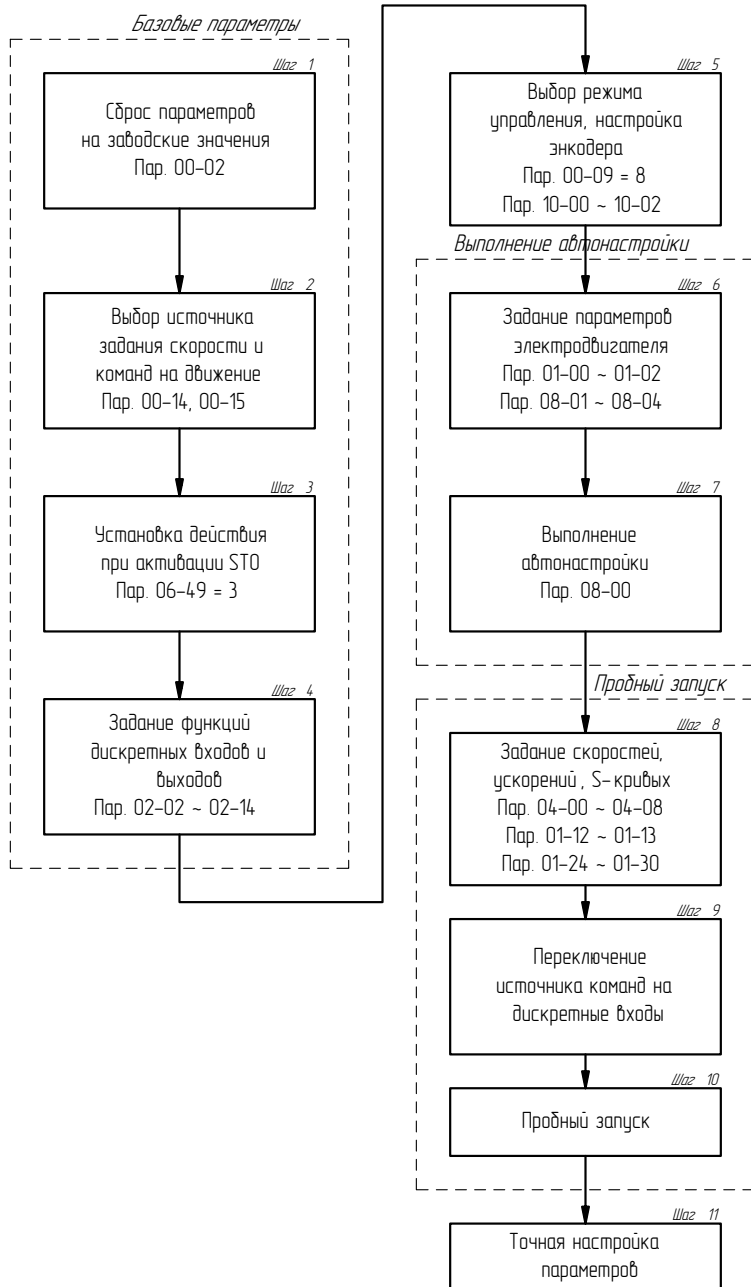 Базовые параметры
Шаг 1
Сброс параметров
на заводские значения
Пар. 00-02
Шаг 2
Выбор источника
задания скорости и
команд на движение
Пар. 00-14, 00-15
Шаг 3
Установка действия
при активации STO
Пар. 06-49 = 3
Шаг 4
Задание функций
дискретных входов и
выходов
Пар. 02-02 ~ 02-14
Шаг 5
Выбор режима
управления, настройка
энкодера
Пар. 00-09 = 8
Пар. 10-00 ~ 10-02
Выполнение автонастройки
Шаг 6
Задание параметров
электродвигателя
Пар. 01-00 ~ 01-02
Пар. 08-01 ~ 08-04
Шаг 7
Выполнение
автонастройки
Пар. 08-00
Пробный запуск
Шаг 8
Задание скоростей,
ускорений, S-кривых
Пар. 04-00 ~ 04-08
Пар. 01-12 ~ 01-13
Пар. 01-24 ~ 01-30
Шаг 9
Переключение
источника команд на
дискретные входы
Шаг 10
Пробный запуск
Шаг 11
Точная настройка
параметров